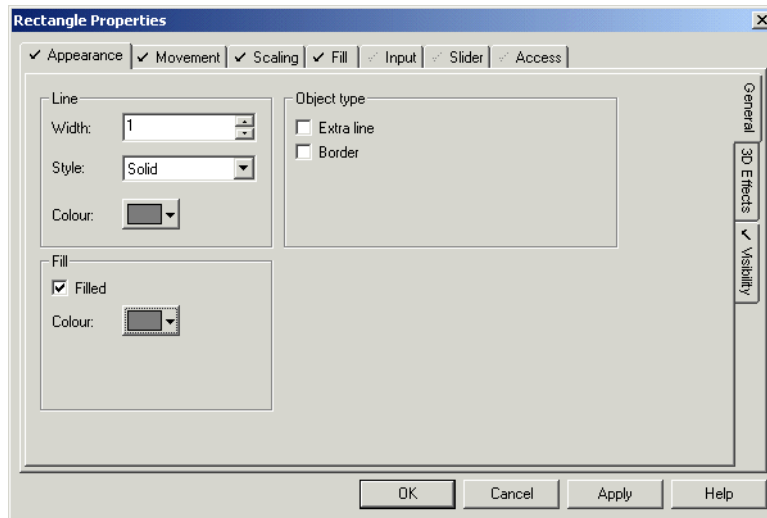 Rectangle Properties
Appearance Movement Scaling Fill Input Slider Access
Line
Width: 1
Style: Solid
Colour:
Object type
Extra line
Border
Fill
Filled
Colour:
General
3D Effects
Visibility
OK Cancel Apply Help